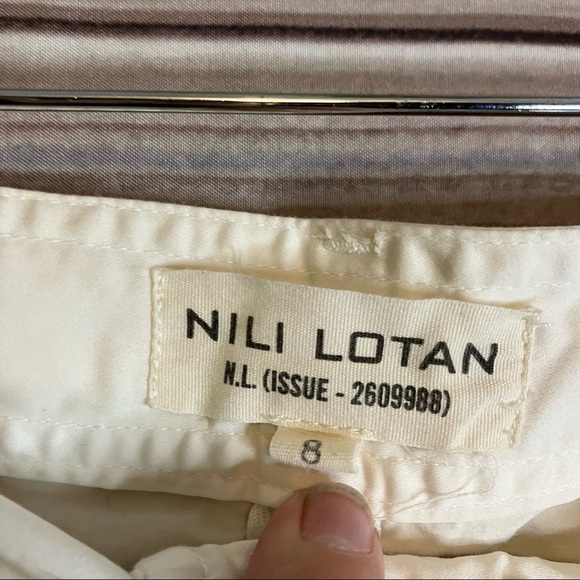 NILI LOTAN
N.L. (ISSUE - 2609988)
8